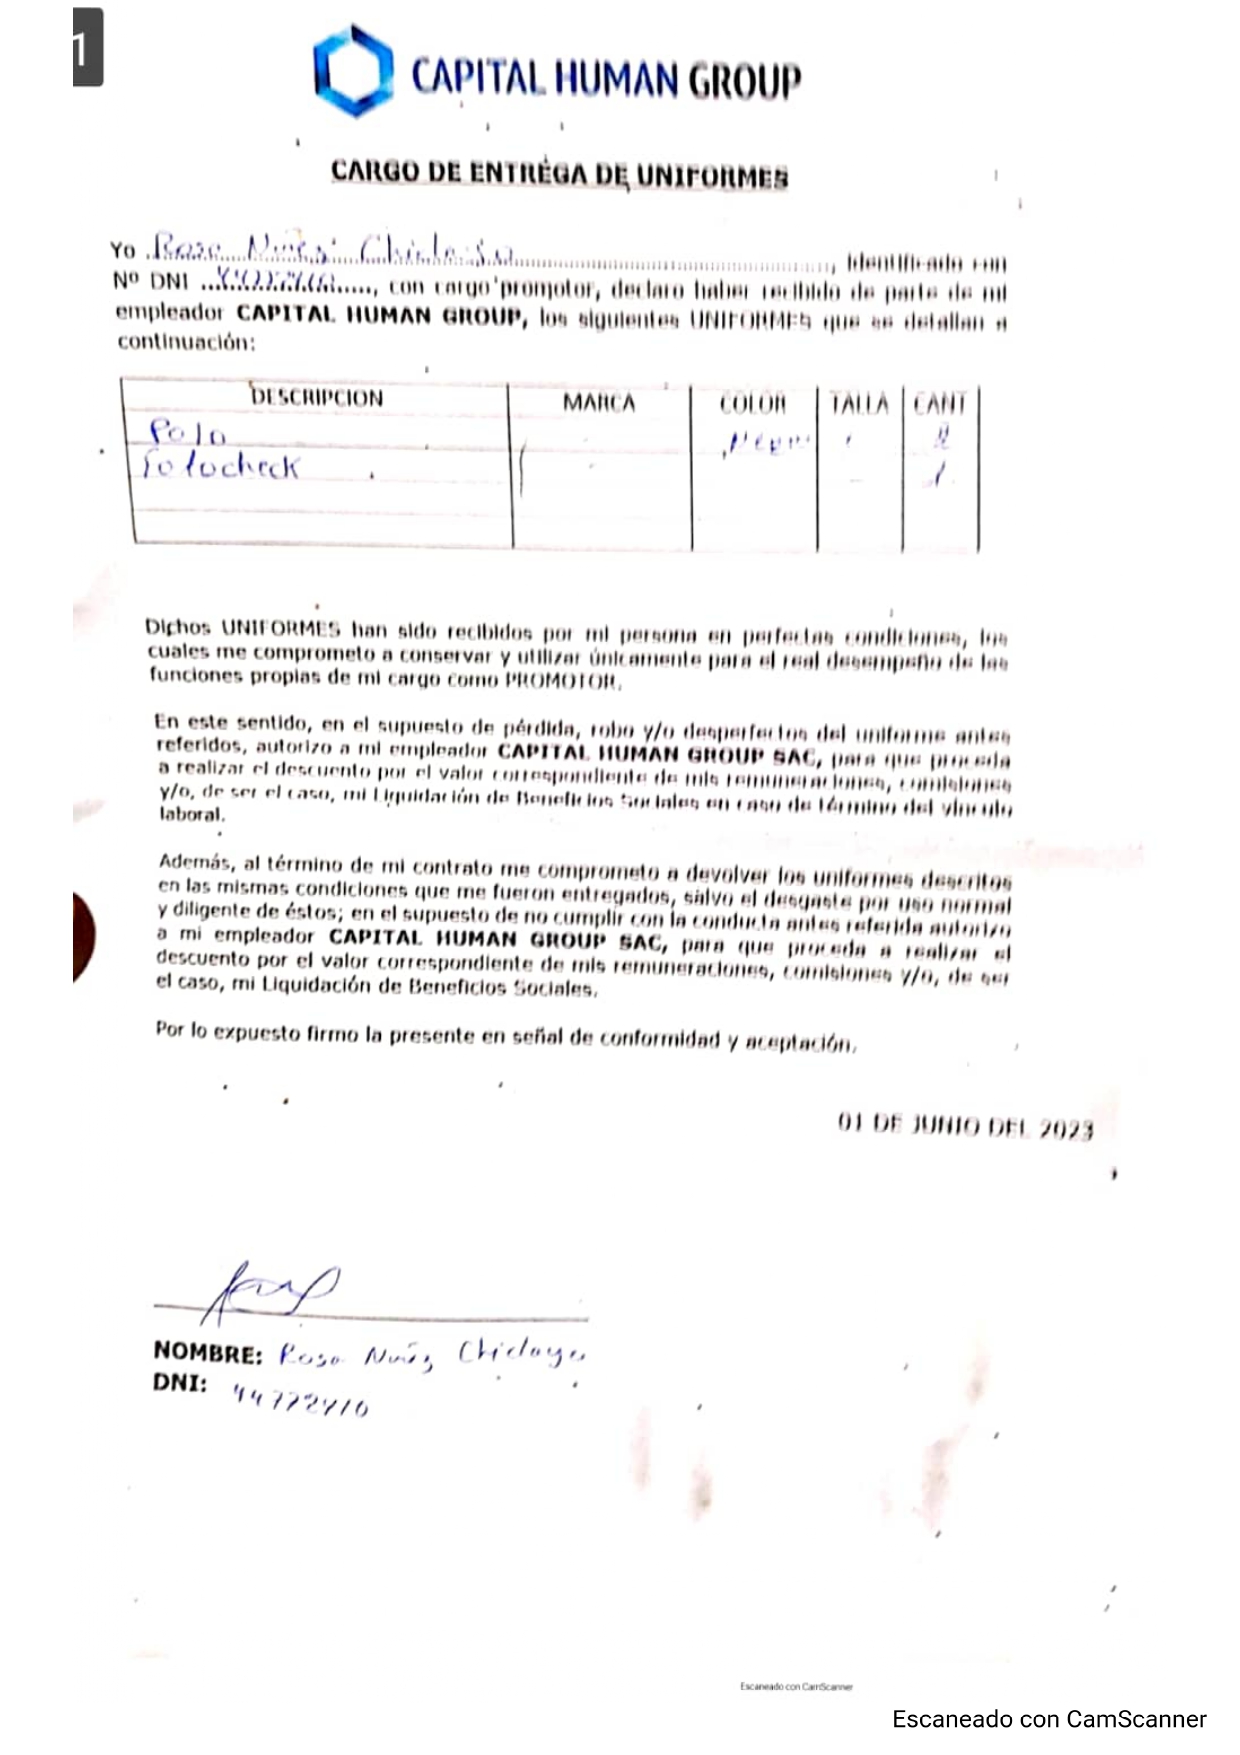 1
CAPITAL HUMAN GROUP
CARGO DE ENTREGA DE UNIFORMES
Yo Rosa Nuñez Chiclayo, identificado con
Nº DNI, con cargo promotor, declaro haber recibido de parte de mi
empleador CAPITAL HUMAN GROUP, los siguientes UNIFORMES que se detallan a
continuación:
DESCRIPCION MARCA COLOR TALLA CANT
Polo - Negro
Fotocheck - - 1
Dichos UNIFORMES han sido recibidos por mi persona en perfectas condiciones, los
cuales me comprometo a conservar y utilizar únicamente para el real desempeño de las
funciones propias de mi cargo como PROMOTOR.
En este sentido, en el supuesto de pérdida, robo y/o desperfectos del uniforme antes
referidos, autorizo a mi empleador CAPITAL HUMAN GROUP SAC, para que proceda
a realizar el descuento por el valor correspondiente de mis remuneraciones, comisiones
y/o, de ser el caso, mi Liquidación de Beneficios Sociales en caso de término del vínculo
laboral.
Además, al término de mi contrato me comprometo a devolver los uniformes descritos
en las mismas condiciones que me fueron entregados, salvo el desgaste por uso normal
y diligente de éstos; en el supuesto de no cumplir con la conducta antes referida autorizo
a mi empleador CAPITAL HUMAN GROUP SAC, para que proceda a realizar el
descuento por el valor correspondiente de mis remuneraciones, comisiones y/o, de ser
el caso, mi Liquidación de Beneficios Sociales.
Por lo expuesto firmo la presente en señal de conformidad y aceptación.
01 DE JUNIO DEL 2023
NOMBRE: Rosa Nuñez Chiclayo
DNI:
Escaneado con CamScanner
Escaneado con CamScanner